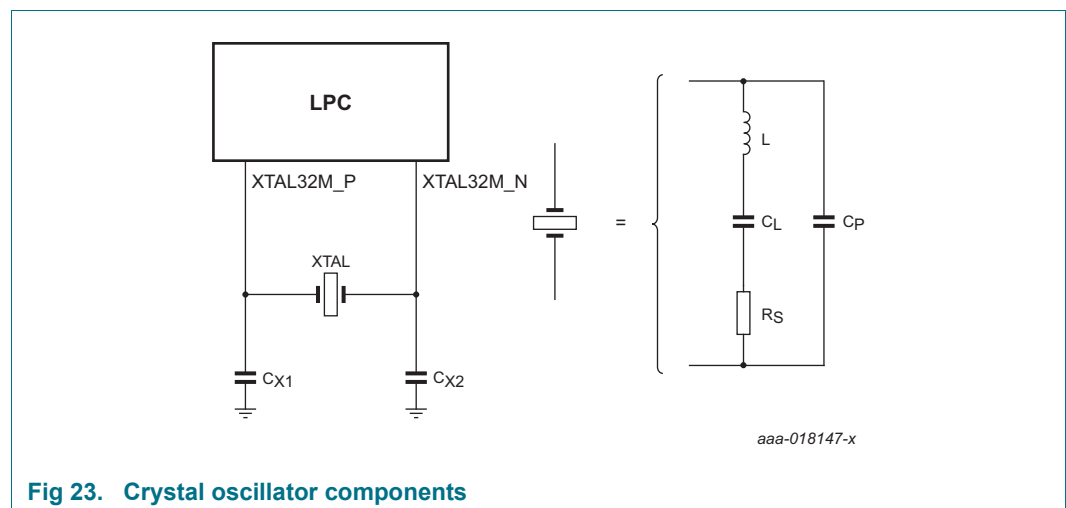 LPC
XTAL32M_P
XTAL32M_N
XTAL
CX1
CX2
=
L
CL
CP
RS
aaa-018147-x
Fig 23. Crystal oscillator components